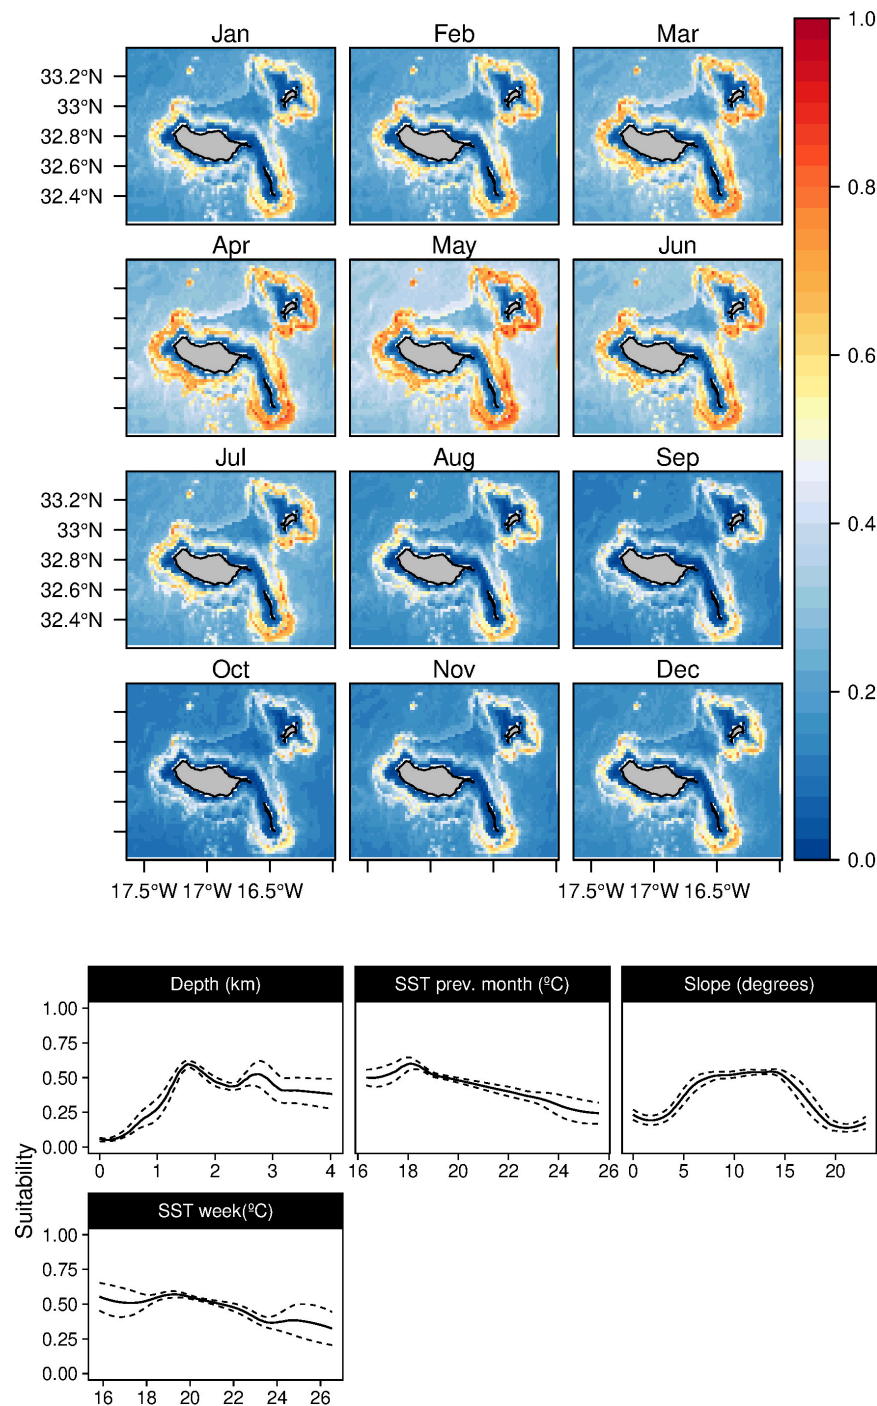 Jan Feb Mar 1.0
33.2°N
33°N
32.8°N
32.6°N
32.4°N
0.8
Apr May Jun
0.6
Jul Aug Sep
33.2°N
33°N
32.8°N
32.6°N
32.4°N
0.4
Oct Nov Dec
0.2
0.0
17.5°W 17°W 16.5°W 17.5°W 17°W 16.5°W
Depth (km) SST prev. month (ºC) Slope (degrees)
1.00
0.75
0.50
0.25
0.00
0 1 2 3 4 16 18 20 22 24 26 0 5 10 15 20
Suitability
SST week(ºC)
1.00
0.75
0.50
0.25
0.00
16 18 20 22 24 26